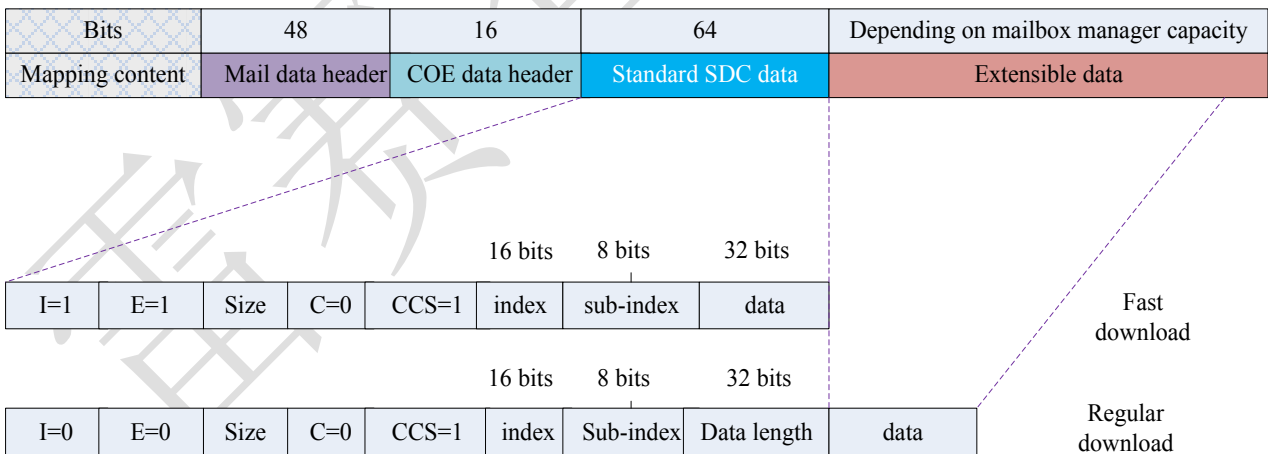 Bits 48 16 64 Depending on mailbox manager capacity
Mapping content Mail data header COE data header Standard SDC data Extensible data
16 bits 8 bits 32 bits
I=1 E=1 Size C=0 CCS=1 index sub-index data
Fast
download
16 bits 8 bits 32 bits
I=0 E=0 Size C=0 CCS=1 index Sub-index Data length data
Regular
download
雷赛